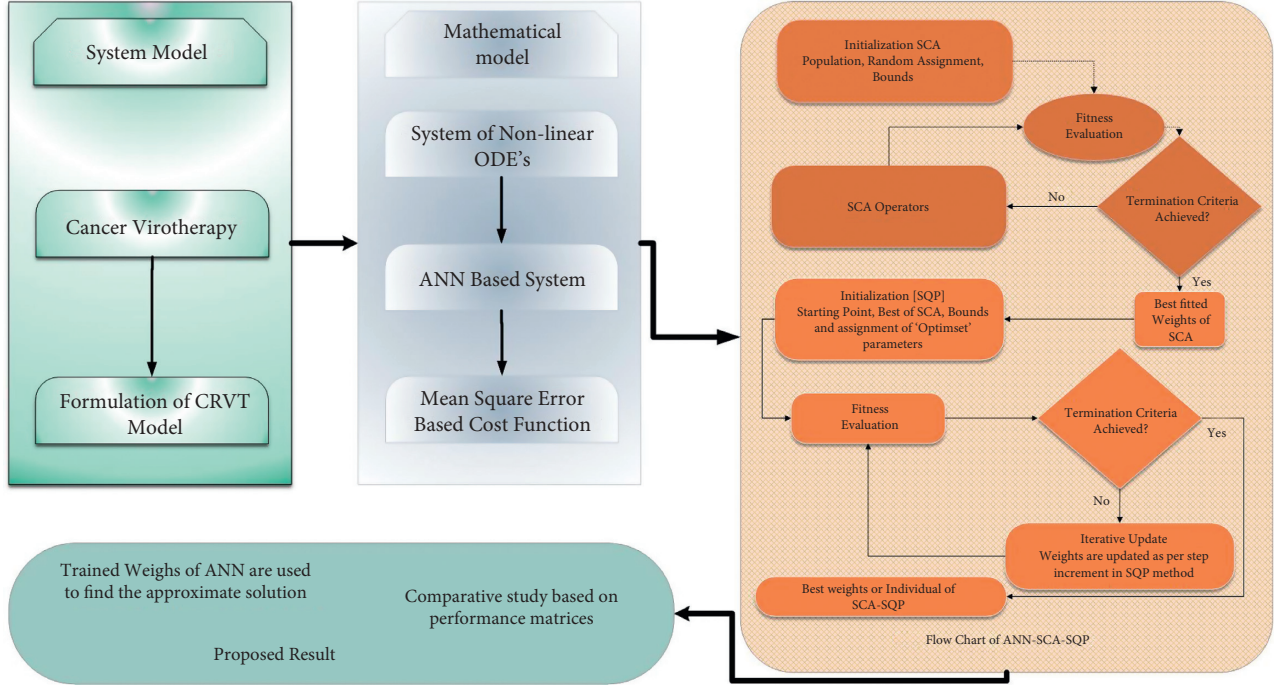 System Model
Cancer Virotherapy
Formulation of CRVT
Model
Mathematical
model
System of Non-linear
ODE's
ANN Based System
Mean Square Error
Based Cost Function
Initialization SCA
Population, Random Assignment,
Bounds
Fitness
Evaluation
SCA Operators
No
Termination Criteria
Achieved?
Yes
Initialization [SQP]
Starting Point, Best of SCA, Bounds
and assignment of 'Optimset'
parameters
Best fitted
Weights of
SCA
Fitness
Evaluation
Termination Criteria
Achieved?
Yes
No
Iterative Update
Weights are updated as per step
increment in SQP method
Best weights or Individual of
SCA-SQP
Flow Chart of ANN-SCA-SQP
Trained Weighs of ANN are used
to find the approximate solution
Comparative study based on
performance matrices
Proposed Result